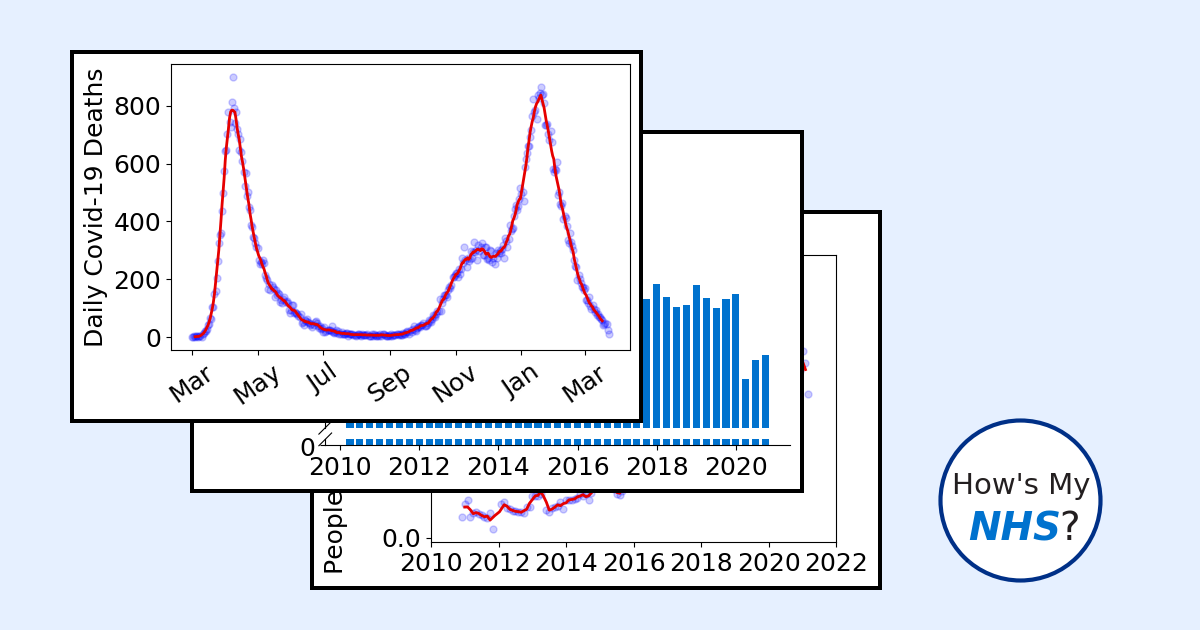 Daily Covid-19 Deaths
800
600
400
200
0
Mar May Jul Sep Nov Jan Mar
0
2010 2012 2014 2016 2018 2020
People
0.0
2010 2012 2014 2016 2018 2020 2022
How's My
NHS?